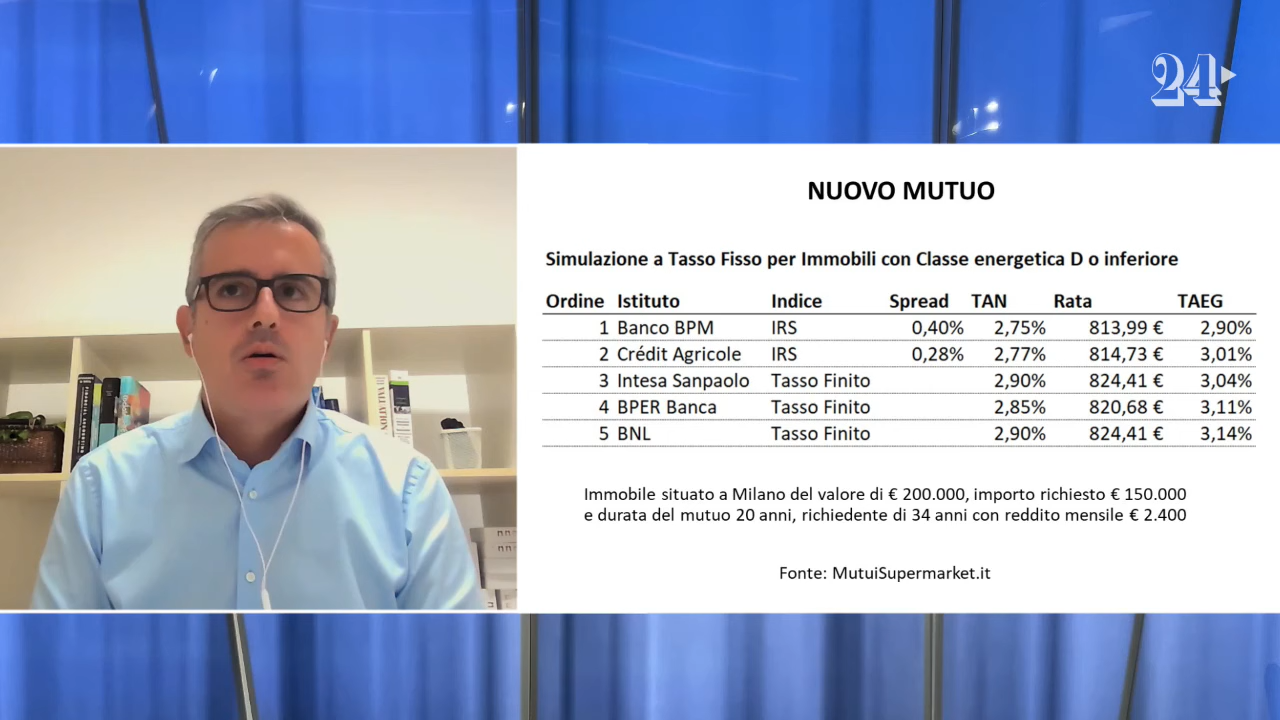 24
NUOVO MUTUO
Simulazione a Tasso Fisso per Immobili con Classe energetica D o inferiore
Ordine Istituto Indice Spread TAN Rata TAEG
1 Banco BPM IRS 0,40% 2,75% 813,99 € 2,90%
2 Crédit Agricole IRS 0,28% 2,77% 814,73 € 3,01%
3 Intesa Sanpaolo Tasso Finito 2,90% 824,41 € 3,04%
4 BPER Banca Tasso Finito 2,85% 820,68 € 3,11%
5 BNL Tasso Finito 2,90% 824,41 € 3,14%
Immobile situato a Milano del valore di € 200.000, importo richiesto € 150.000
e durata del mutuo 20 anni, richiedente di 34 anni con reddito mensile € 2.400
Fonte: MutuiSupermarket.it